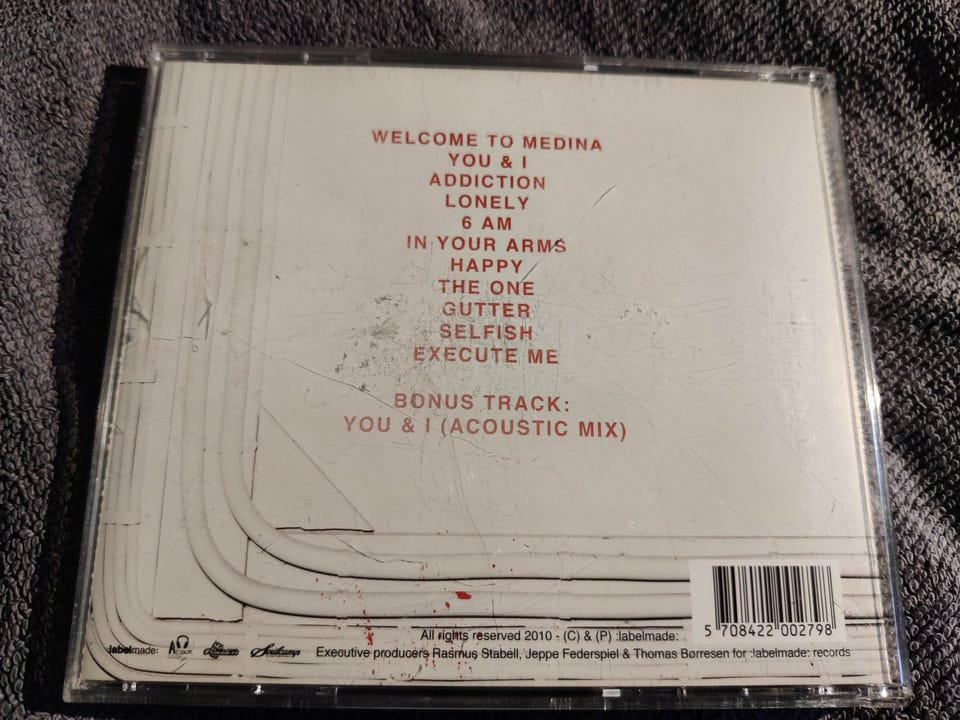 WELCOME TO MEDINA
YOU & I
ADDICTION
LONELY
6 AM
IN YOUR ARMS
HAPPY
THE ONE
GUTTER
SELFISH
EXECUTE ME
BONUS TRACK:
YOU & I (ACOUSTIC MIX)
5 708422 002798
All rights reserved 2010 - (C) & (P) :labelmade:
:labelmade:
Executive producers Rasmus Stabell, Jeppe Federspiel & Thomas Børresen for :labelmade: records